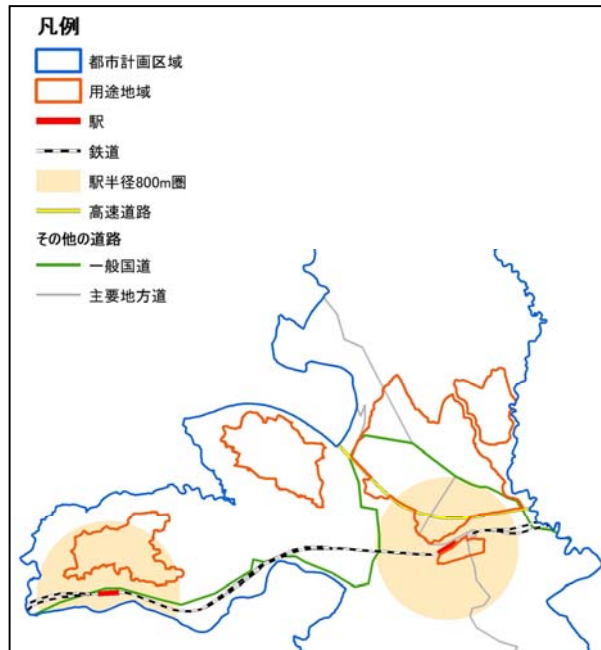 凡例
都市計画区域
用途地域
駅
鉄道
駅半径800m圏
高速道路
その他の道路
一般国道
主要地方道